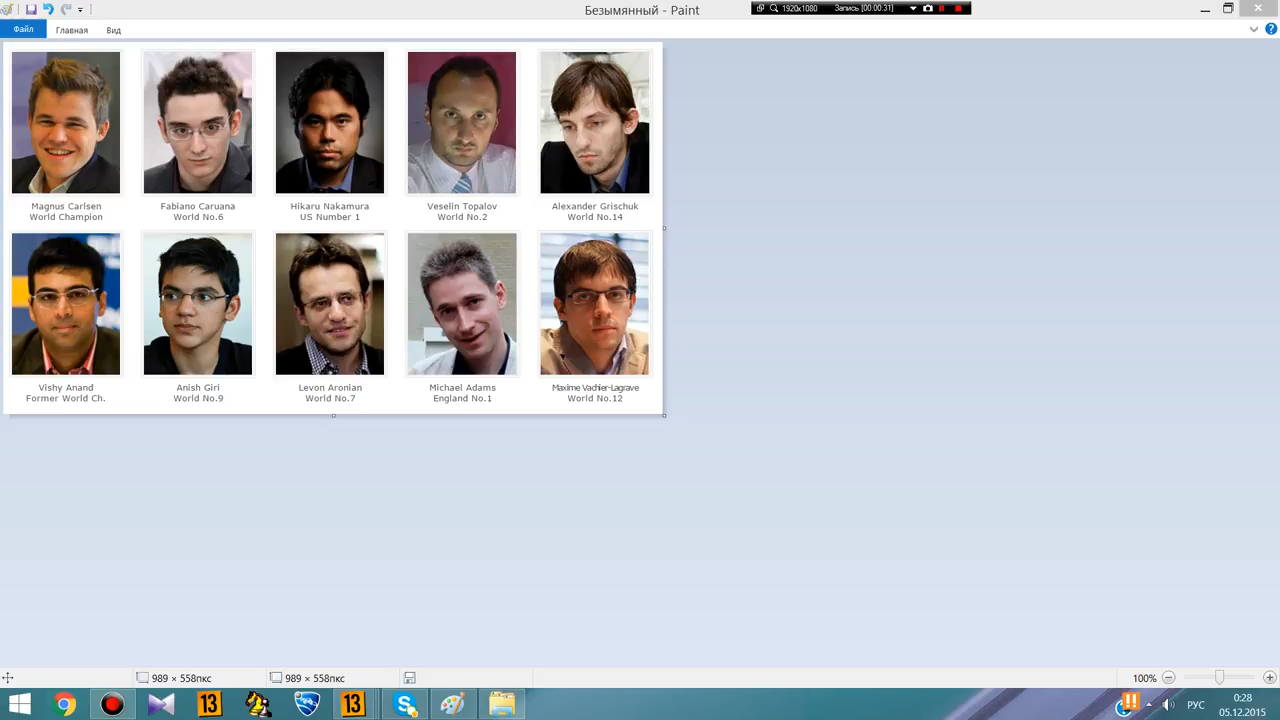 Безымянный - Paint
1920x1080
Запись [00:00:31]
Файл
Главная
Вид
Magnus Carlsen
World Champion
Fabiano Caruana
World No.6
Hikaru Nakamura
US Number 1
Veselin Topalov
World No.2
Alexander Grischuk
World No.14
Vishy Anand
Former World Ch.
Anish Giri
World No.9
Levon Aronian
World No.7
Michael Adams
England No.1
Maxime Vachier-Lagrave
World No.12
989 × 558пкс
989 × 558пкс
100%
13
13
РУС
0:28
05.12.2015